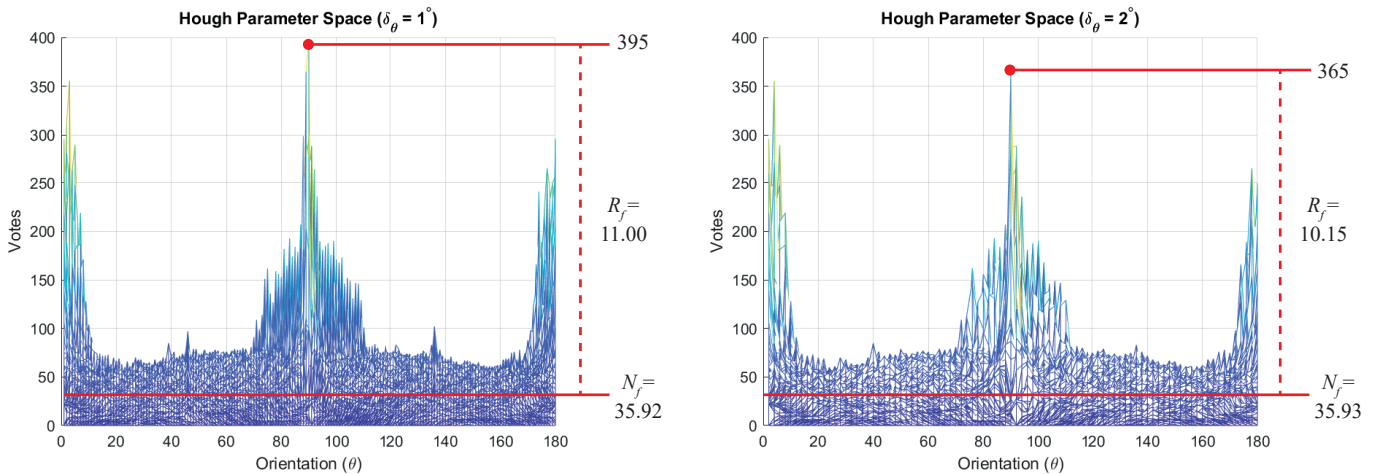 Hough Parameter Space (δθ = 1°)
400
350
300
250
200
150
100
50
0
Votes
0 20 40 60 80 100 120 140 160 180
Orientation (θ)
395
Rf=
11.00
Nf=
35.92
Hough Parameter Space (δθ = 2°)
400
350
300
250
200
150
100
50
0
Votes
0 20 40 60 80 100 120 140 160 180
Orientation (θ)
365
Rf=
10.15
Nf=
35.93